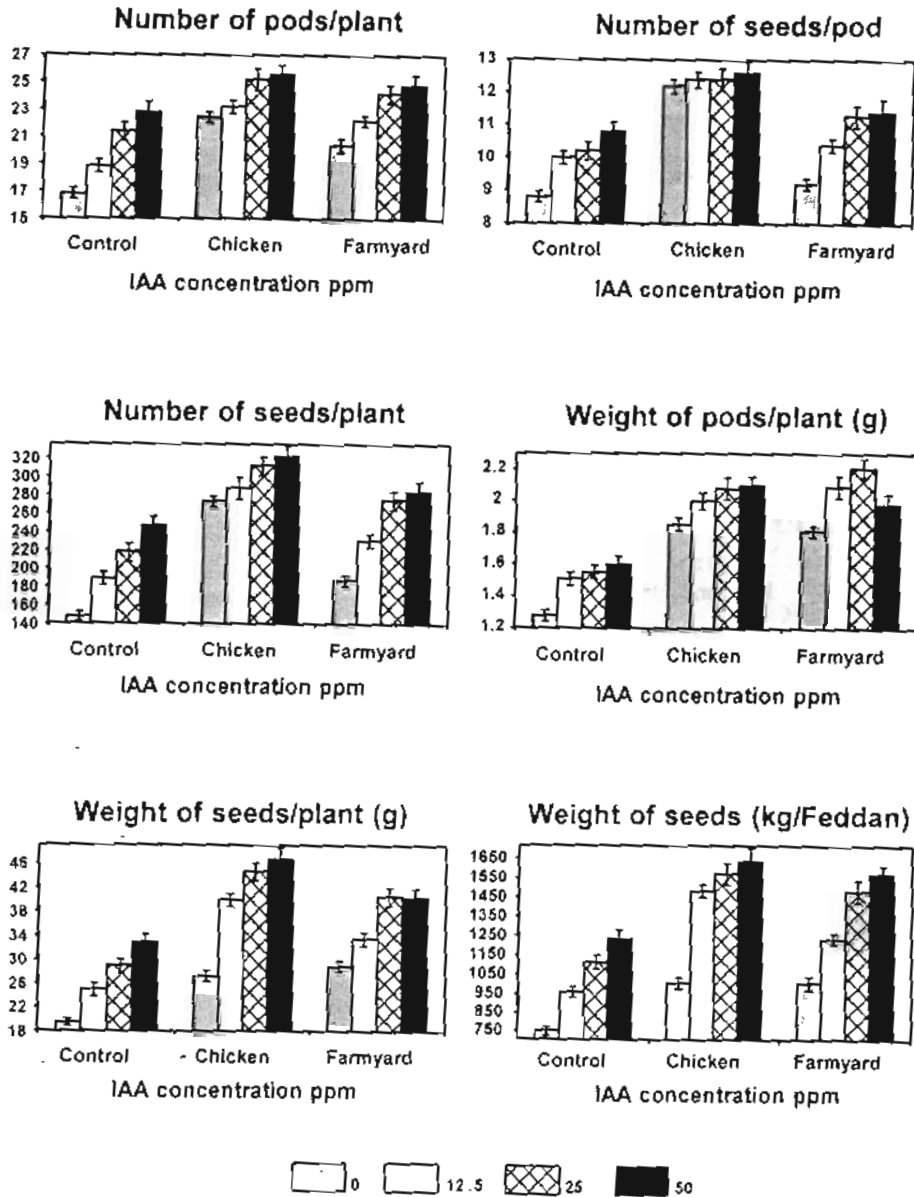 Number of pods/plant
27
25
23
21
19
17
15
Control Chicken Farmyard
IAA concentration ppm
Number of seeds/pod
13
12
11
10
9
8
Control Chicken Farmyard
IAA concentration ppm
Number of seeds/plant
320
300
280
260
240
220
200
180
160
140
Control Chicken Farmyard
IAA concentration ppm
Weight of pods/plant (g)
2.2
2
1.8
1.6
1.4
1.2
Control Chicken Farmyard
IAA concentration ppm
Weight of seeds/plant (g)
46
42
38
34
30
26
22
18
Control Chicken Farmyard
IAA concentration ppm
Weight of seeds (kg/Feddan)
1650
1550
1450
1350
1250
1150
1050
950
850
750
Control Chicken Farmyard
IAA concentration ppm
0 12.5 25 50